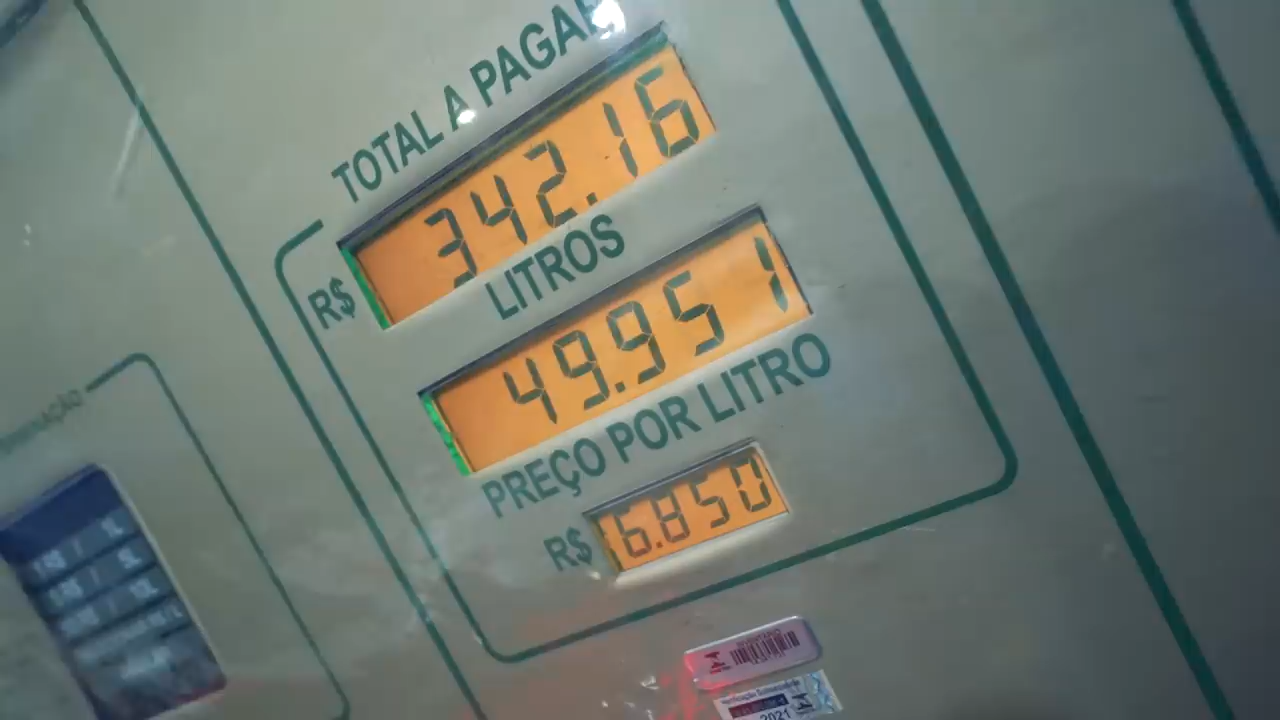 TOTAL A PAGAR
R$ 342.16
LITROS
49.951
PREÇO POR LITRO
R$ 6.850
2021